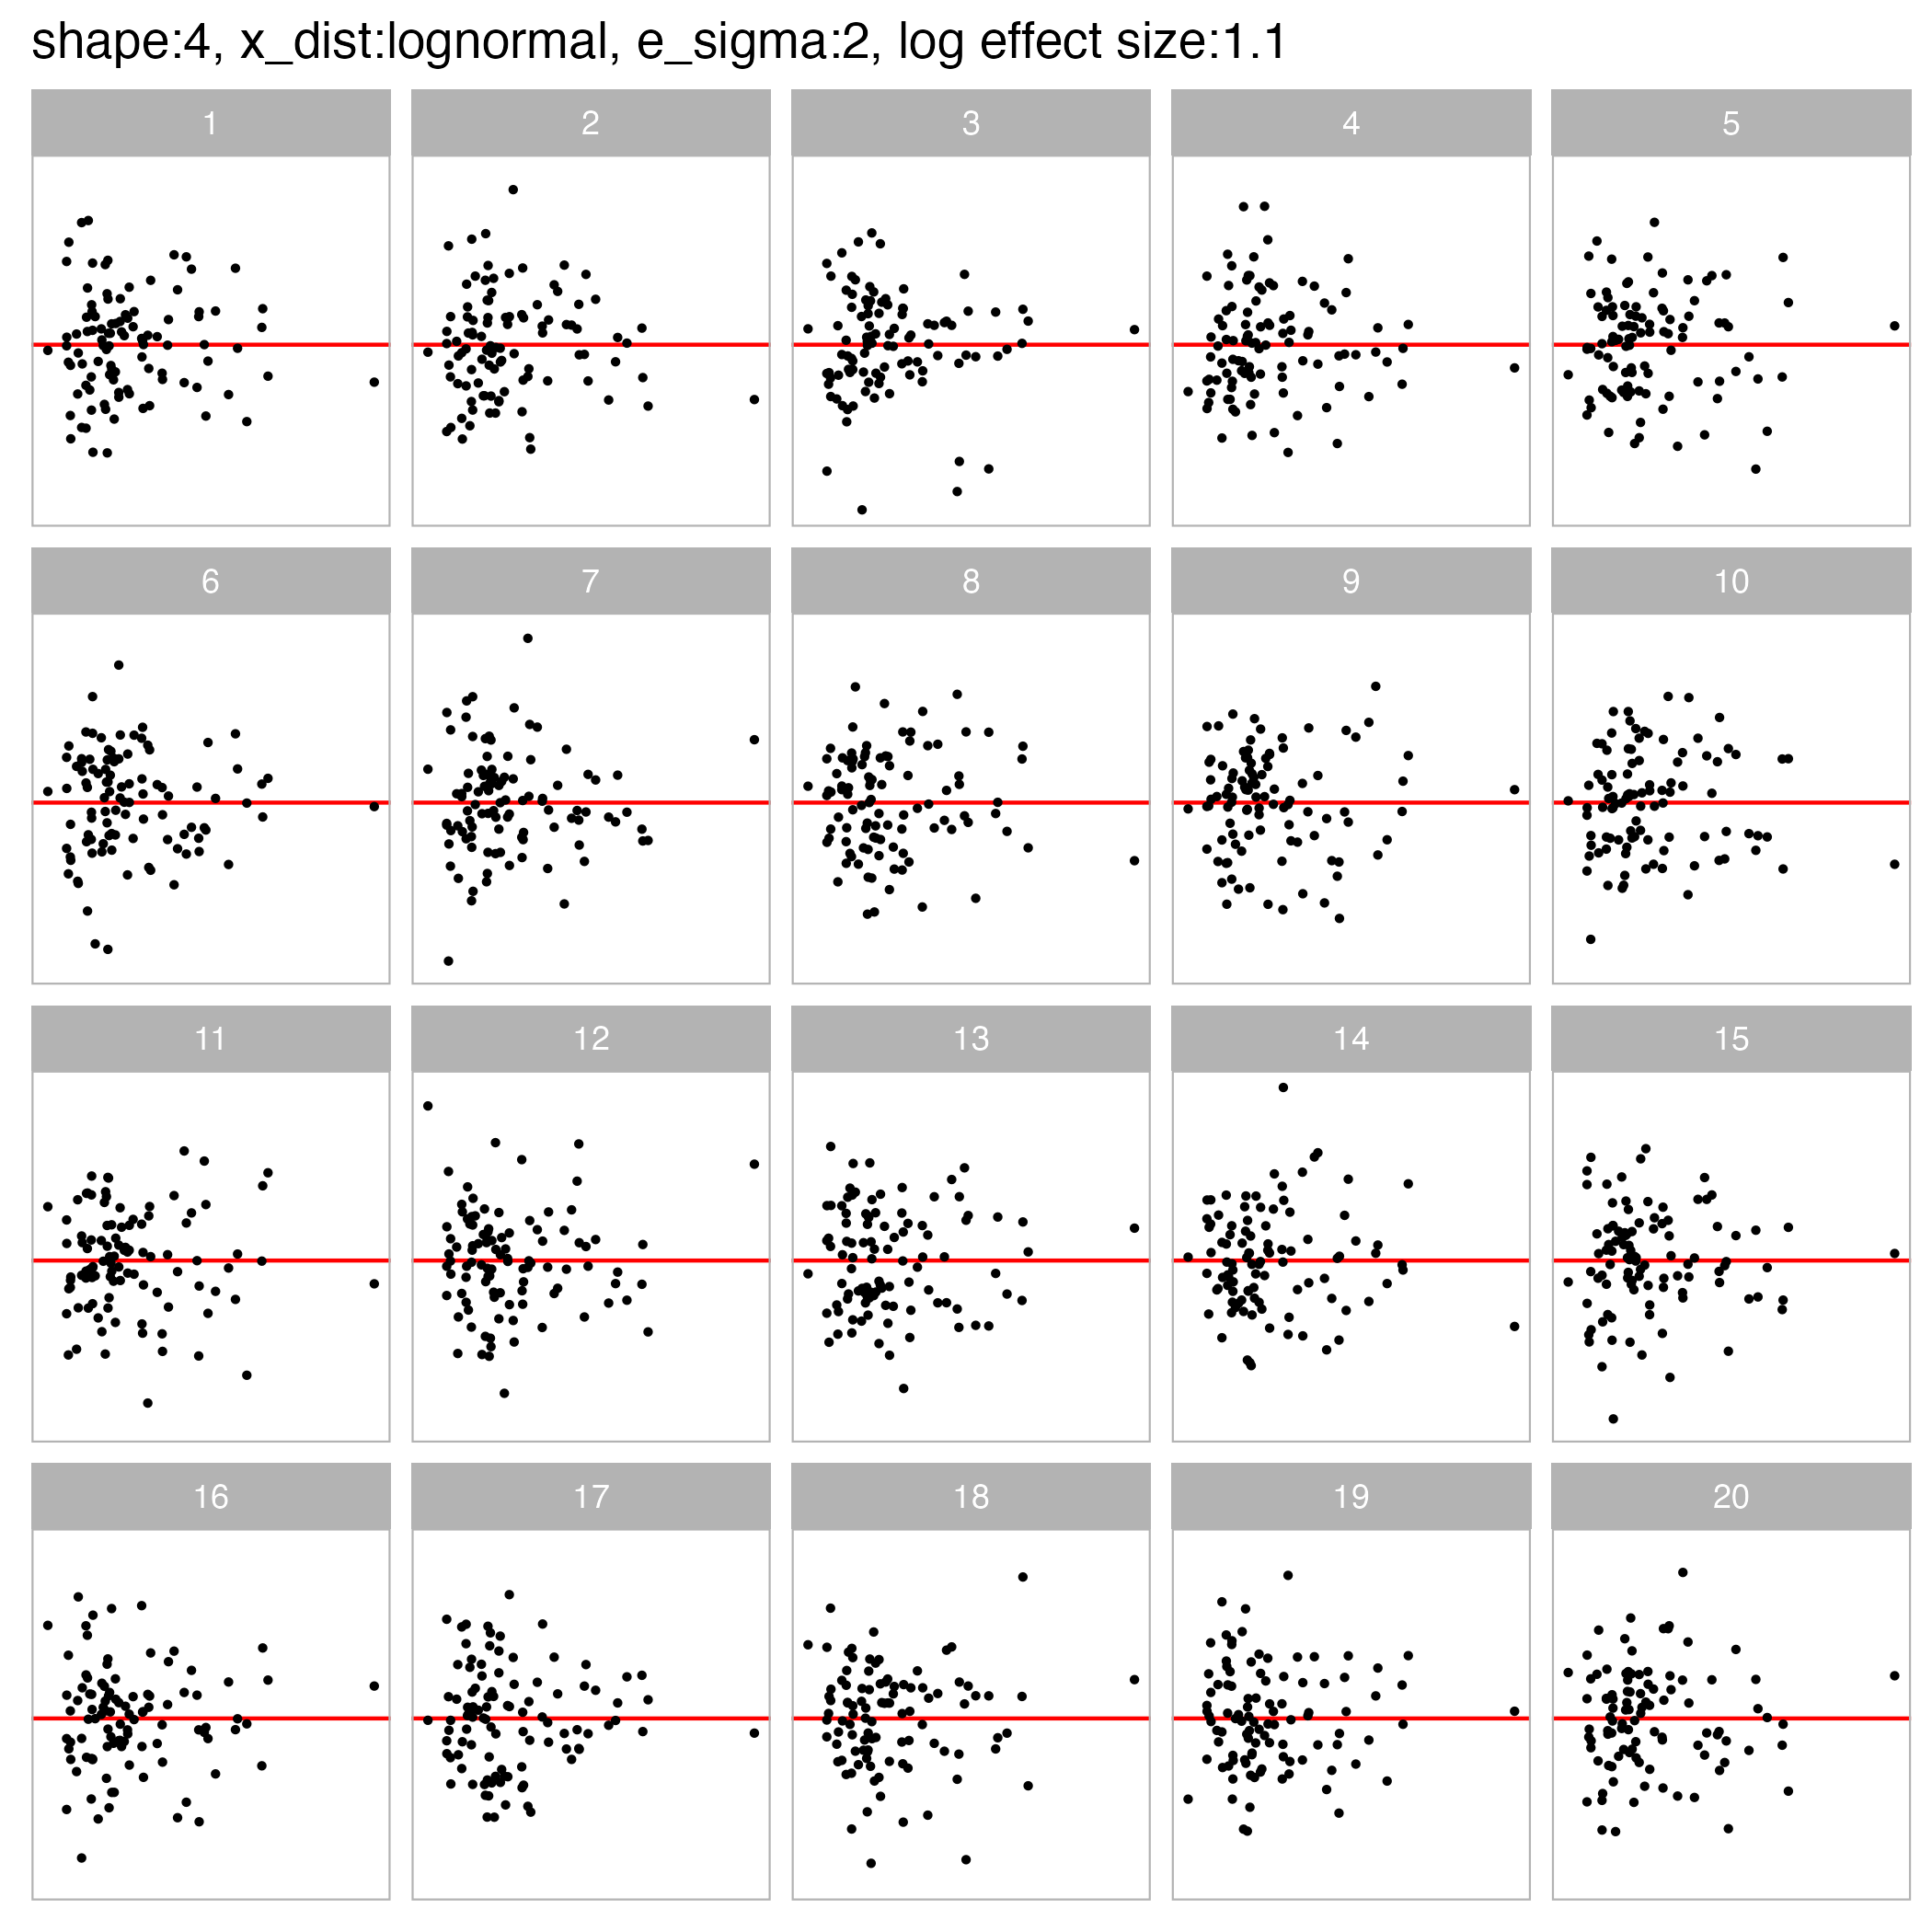 shape:4, x_dist:lognormal, e_sigma:2, log effect size:1.1
1 2 3 4 5
6 7 8 9 10
11 12 13 14 15
16 17 18 19 20